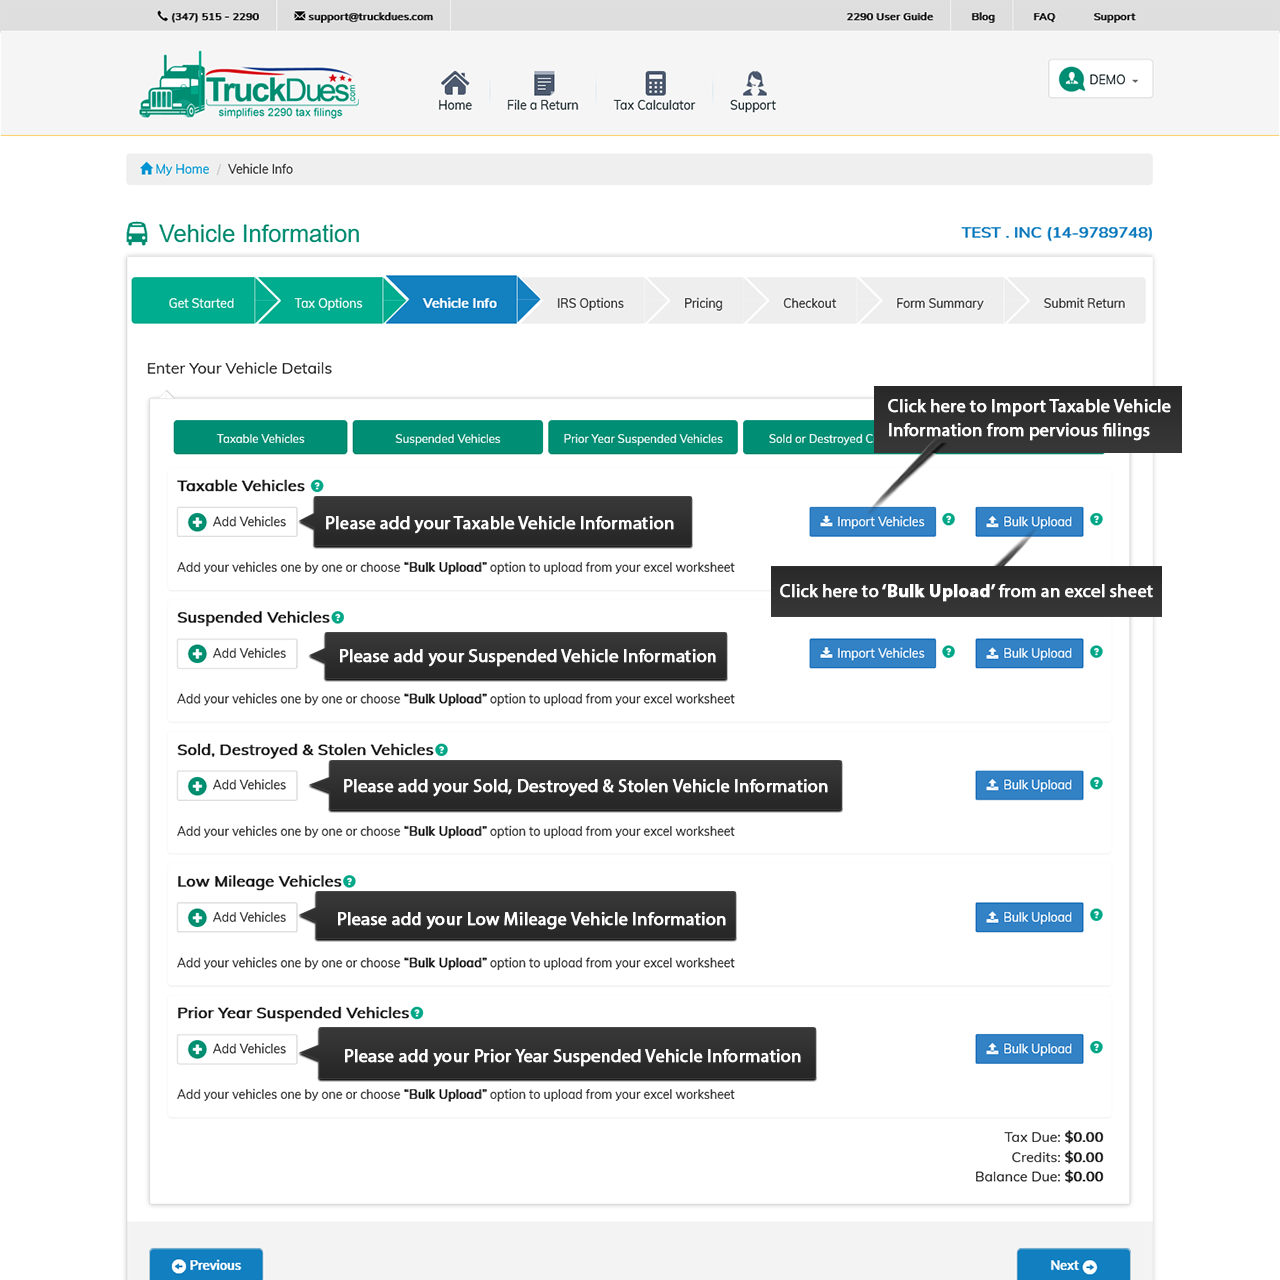 (347) 515 - 2290
support@truckdues.com
2290 User Guide
Blog
FAQ
Support
TruckDues.com
simplifies 2290 tax filings
Home
File a Return
Tax Calculator
Support
DEMO
My Home / Vehicle Info
Vehicle Information
TEST . INC (14-9789748)
Get Started
Tax Options
Vehicle Info
IRS Options
Pricing
Checkout
Form Summary
Submit Return
Enter Your Vehicle Details
Click here to Import Taxable Vehicle
Information from pervious filings
Taxable Vehicles
Suspended Vehicles
Prior Year Suspended Vehicles
Sold or Destroyed C
Taxable Vehicles ?
Add Vehicles
Please add your Taxable Vehicle Information
Import Vehicles ?
Bulk Upload ?
Add your vehicles one by one or choose "Bulk Upload" option to upload from your excel worksheet
Click here to ‘Bulk Upload’ from an excel sheet
Suspended Vehicles ?
Add Vehicles
Please add your Suspended Vehicle Information
Import Vehicles ?
Bulk Upload ?
Add your vehicles one by one or choose "Bulk Upload" option to upload from your excel worksheet
Sold, Destroyed & Stolen Vehicles ?
Add Vehicles
Please add your Sold, Destroyed & Stolen Vehicle Information
Bulk Upload ?
Add your vehicles one by one or choose "Bulk Upload" option to upload from your excel worksheet
Low Mileage Vehicles ?
Add Vehicles
Please add your Low Mileage Vehicle Information
Bulk Upload ?
Add your vehicles one by one or choose "Bulk Upload" option to upload from your excel worksheet
Prior Year Suspended Vehicles ?
Add Vehicles
Please add your Prior Year Suspended Vehicle Information
Bulk Upload ?
Add your vehicles one by one or choose "Bulk Upload" option to upload from your excel worksheet
Tax Due: $0.00
Credits: $0.00
Balance Due: $0.00
Previous
Next